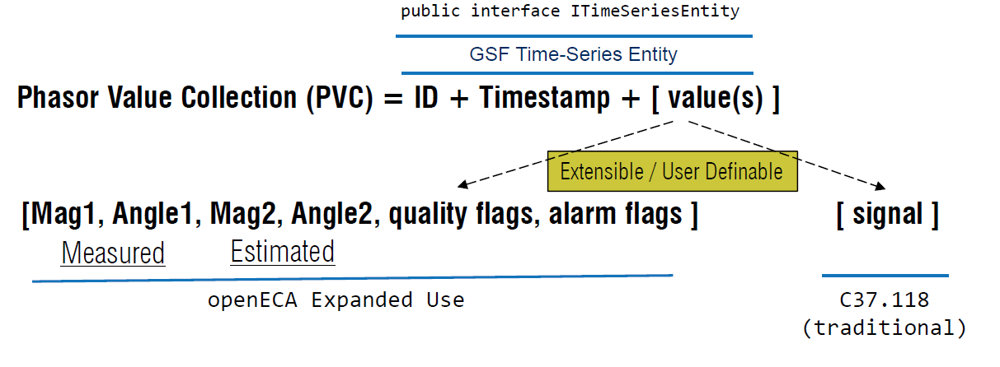 public interface ITimeSeriesEntity
GSF Time-Series Entity
Phasor Value Collection (PVC) = ID + Timestamp + [ value(s) ]
Extensible / User Definable
[Mag1, Angle1, Mag2, Angle2, quality flags, alarm flags ]
[ signal ]
Measured
Estimated
openECA Expanded Use
C37.118
(traditional)